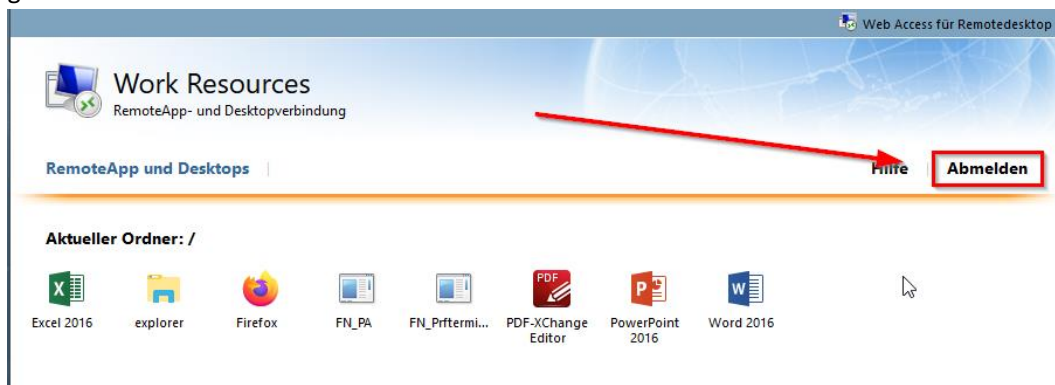 Web Access für Remotedesktop
Work Resources
RemoteApp- und Desktopverbindung
RemoteApp und Desktops
Hilfe
Abmelden
Aktueller Ordner: /
Excel 2016
explorer
Firefox
FN_PA
FN_Prftermi...
PDF
PDF-XChange
Editor
PowerPoint
2016
Word 2016